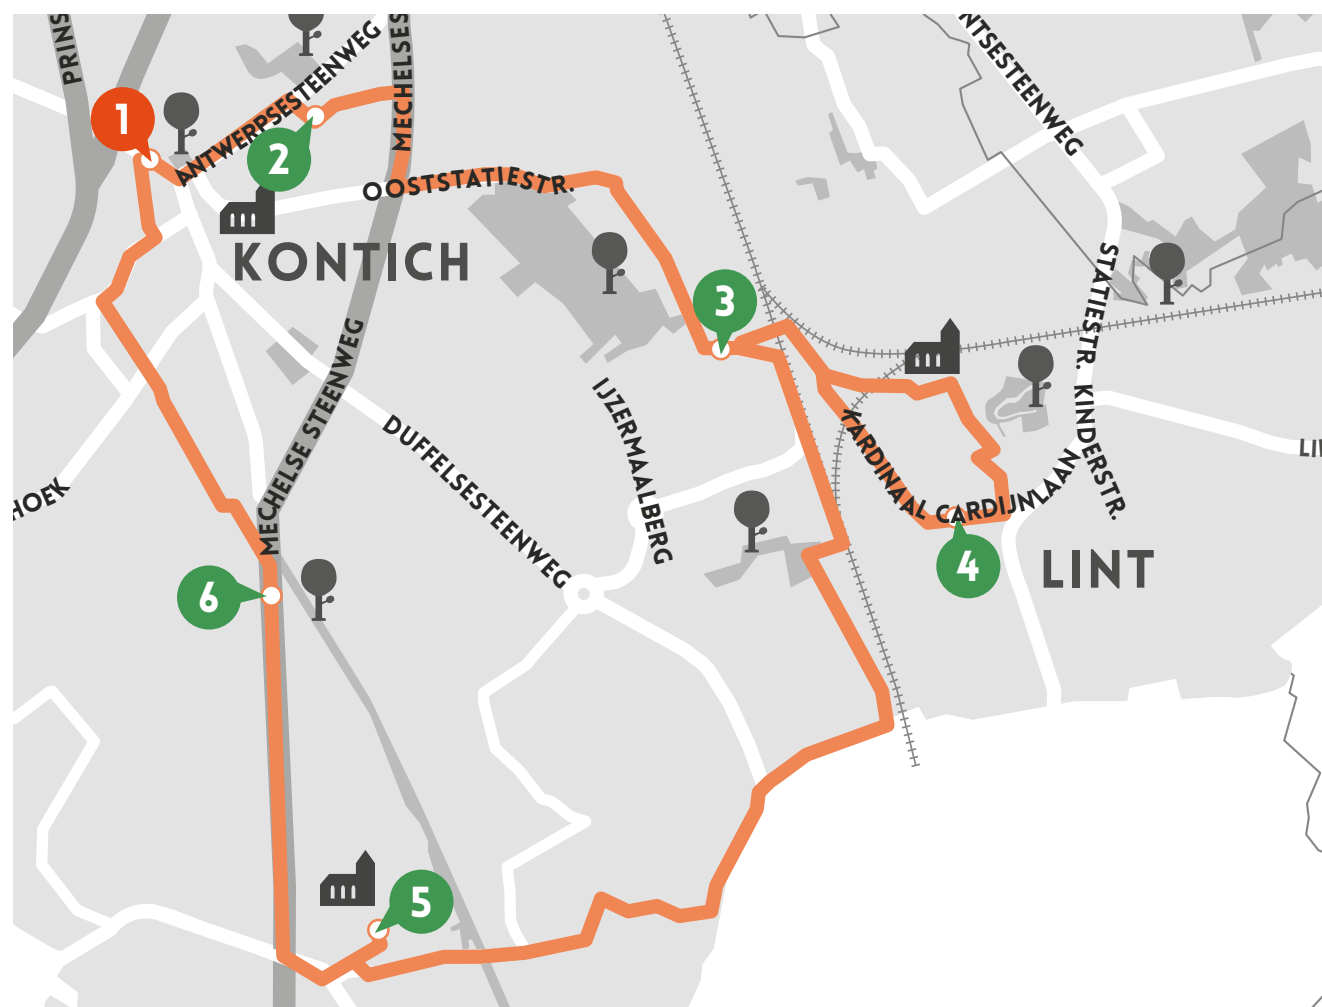 PRINS
ANTWERPSESTEENWEG
MECHELSES
NTSESTEENWEG
1
2
OOSTSTATIESTR.
KONTICH
STATIESTR.
3
MECHELSE STEENWEG
IJZERMAALBERG
KINDERSTR.
DUFFELSESTEENWEG
KARDINAAL CARDIJNLAAN
HOEK
4
LINT
6
5